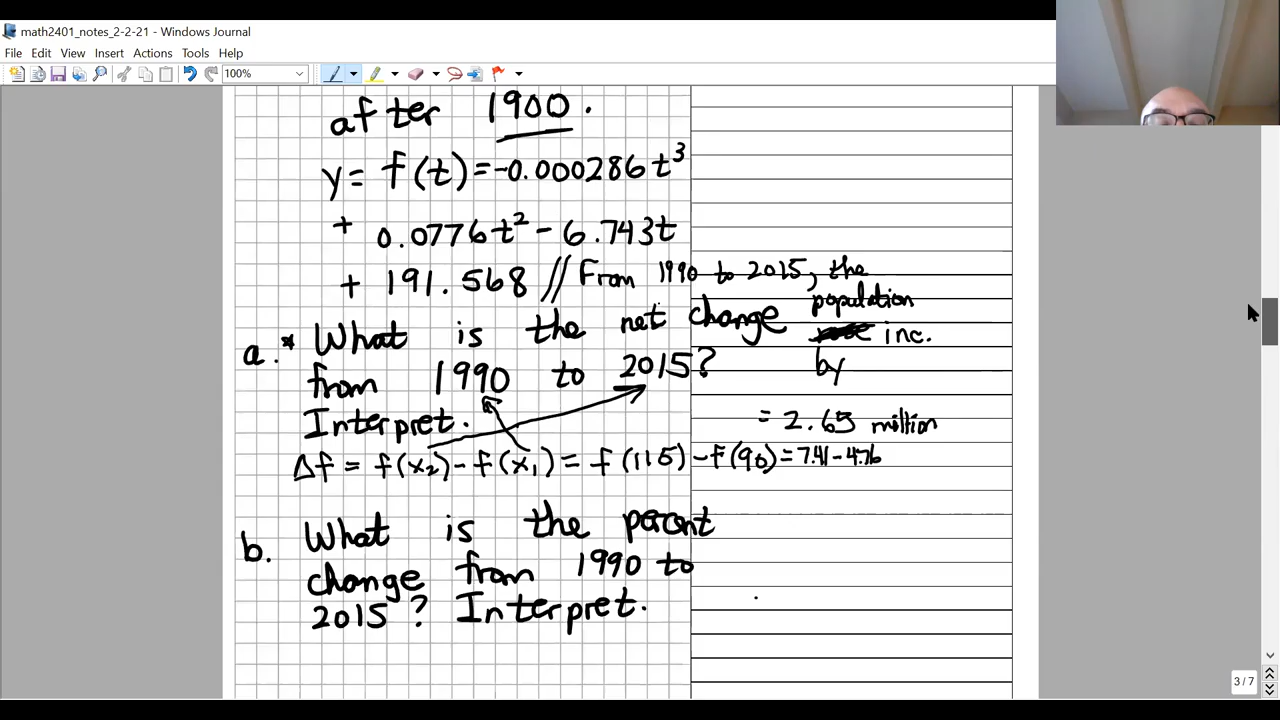 math2401_notes_2-2-21 - Windows Journal
File Edit View Insert Actions Tools Help
100%
after 1900.
y= f(t)=-0.000286t³
+ 0.0776t² - 6.743t
+ 191.568 // From 1990 to 2015, the
population
inc.
by
= 2.65 million
a. * What is the net change
from 1990 to 2015?
Interpret.
Δf = f(x₂)-f(x₁) = f(115)-f(90)=7.41-4.76
b. What is the percent
change from 1990 to
2015? Interpret.
3/7